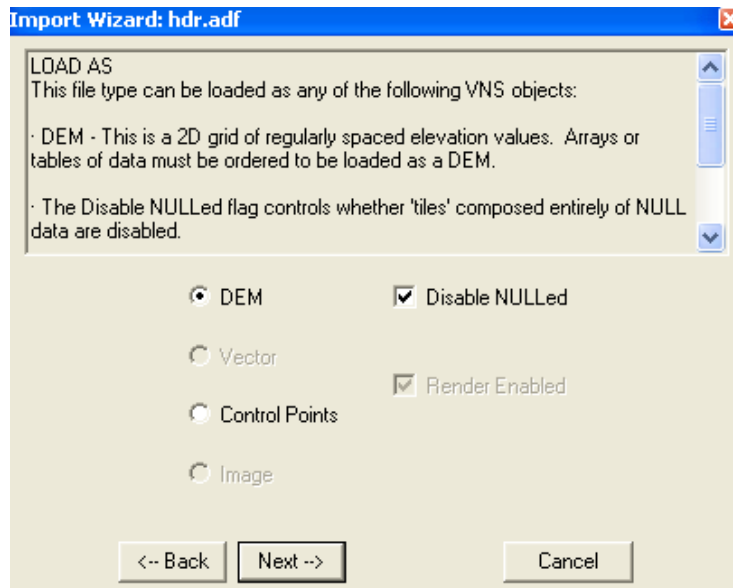 Import Wizard: hdr.adf
LOAD AS
This file type can be loaded as any of the following VNS objects:
· DEM - This is a 2D grid of regularly spaced elevation values.  Arrays or
tables of data must be ordered to be loaded as a DEM.
· The Disable NULLed flag controls whether 'tiles' composed entirely of NULL
data are disabled.
DEM
Disable NULLed
Vector
Render Enabled
Control Points
Image
<-- Back
Next -->
Cancel